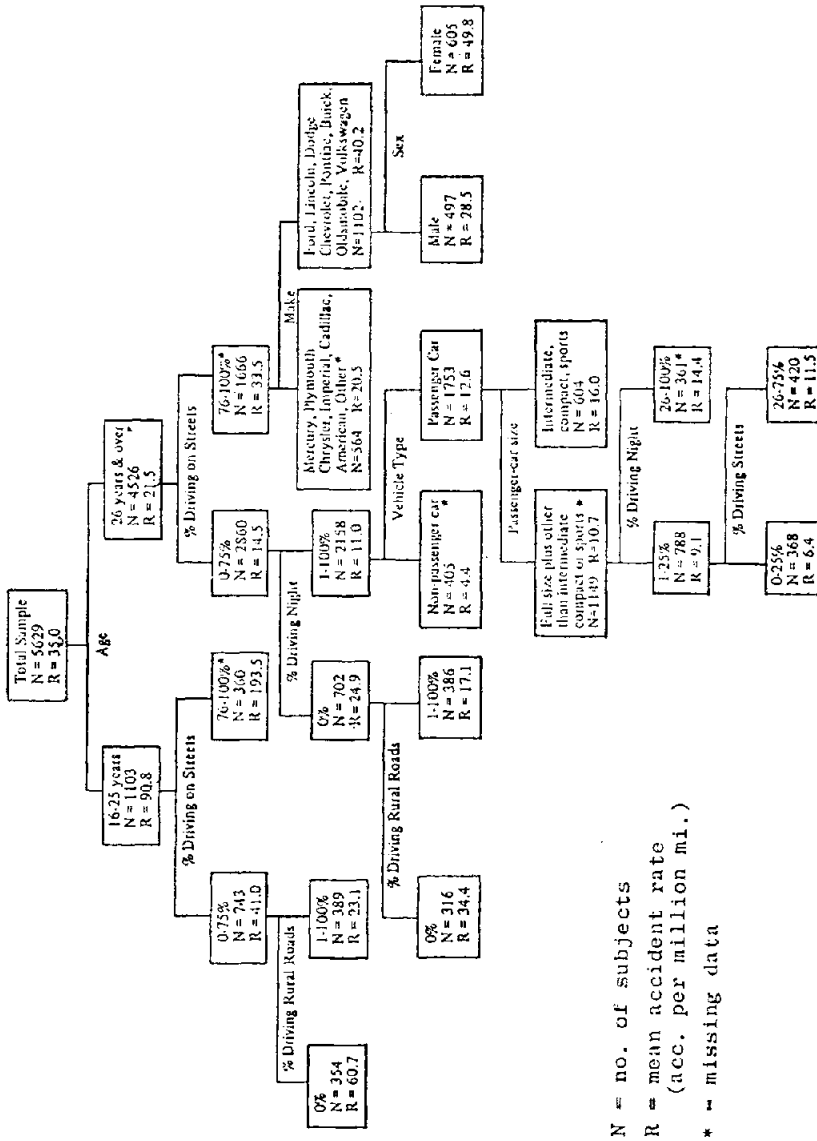 Total Sample
N = 5629
R = 35.0
Age
16-25 years
N = 1103
R = 90.8
26 years & over
N = 4526 *
R = 21.5
% Driving on Streets
% Driving on Streets
0-75%
N = 743
R = 41.0
76-100%*
N = 360
R = 193.5
0-75%
N = 2860
R = 14.5
76-100%*
N = 1666
R = 33.5
% Driving Rural Roads
% Driving Night
Make
0%
N = 354
R = 60.7
1-100%
N = 389
R = 23.1
0%
N = 702
R = 24.9
1-100%
N = 2158
R = 11.0
Mercury, Plymouth
Chrysler, Imperial, Cadillac,
American, Other *
N=564 R=20.5
Ford, Lincoln, Dodge
Chevrolet, Pontiac, Buick,
Oldsmobile, Volkswagen
N=1102 R=40.2
% Driving Rural Roads
Vehicle Type
Sex
0%
N = 316
R = 34.4
1-100%
N = 386
R = 17.1
Non-passenger car
N = 405 *
R = 4.4
Passenger Car
N = 1753
R = 12.6
Male
N = 497
R = 28.5
Female
N = 605
R = 49.8
Passenger-car size
Full size plus other
than intermediate
compact or sports *
N=1149 R=10.7
Intermediate,
compact, sports
N = 604
R = 16.0
% Driving Night
1-25%
N = 788
R = 9.1
26-100%
N = 361*
R = 14.4
% Driving Streets
0-25%
N = 368
R = 6.4
26-75%
N = 420
R = 11.5
N = no. of subjects
R = mean accident rate
(acc. per million mi.)
* = missing data